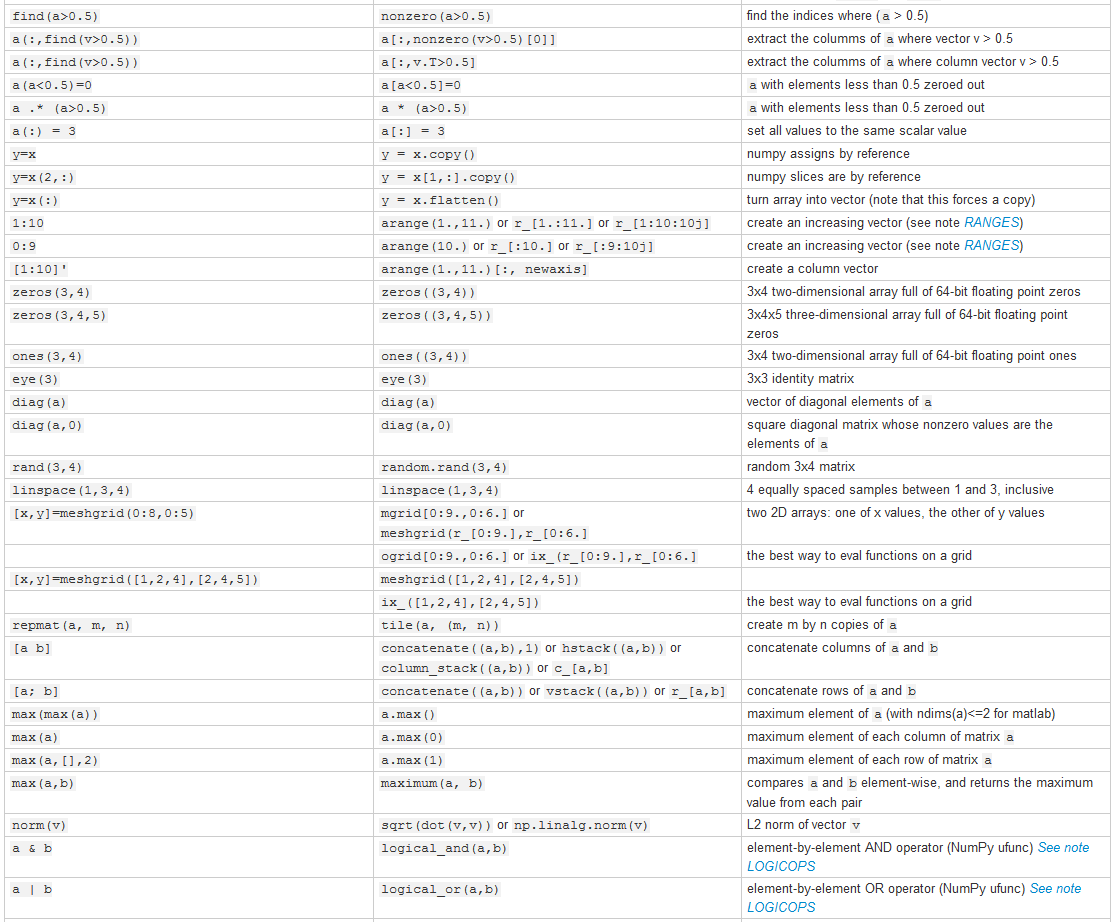 find(a>0.5) nonzero(a>0.5) find the indices where (a > 0.5)
a(:,find(v>0.5)) a[:,nonzero(v>0.5)[0]] extract the colums of a where vector v > 0.5
a(:,find(v>0.5)) a[:,v.T>0.5] extract the colums of a where column vector v > 0.5
a(a<0.5)=0 a[a<0.5]=0 a with elements less than 0.5 zeroed out
a .* (a>0.5) a * (a>0.5) a with elements less than 0.5 zeroed out
a(:) = 3 a[:] = 3 set all values to the same scalar value
y=x y = x.copy() numpy assigns by reference
y=x(2,:) y = x[1,:].copy() numpy slices are by reference
y=x(:) y = x.flatten() turn array into vector (note that this forces a copy)
1:10 arange(1.,11.) or r_[1.:11.] or r_[1:10:10j] create an increasing vector (see note RANGES)
0:9 arange(10.) or r_[:10.] or r_[:9:10j] create an increasing vector (see note RANGES)
[1:10]' arange(1.,11.)[:, newaxis] create a column vector
zeros(3,4) zeros((3,4)) 3x4 two-dimensional array full of 64-bit floating point zeros
zeros(3,4,5) zeros((3,4,5)) 3x4x5 three-dimensional array full of 64-bit floating point
zeros
ones(3,4) ones((3,4)) 3x4 two-dimensional array full of 64-bit floating point ones
eye(3) eye(3) 3x3 identity matrix
diag(a) diag(a) vector of diagonal elements of a
diag(a,0) diag(a,0) square diagonal matrix whose nonzero values are the
elements of a
rand(3,4) random.rand(3,4) random 3x4 matrix
linspace(1,3,4) linspace(1,3,4) 4 equally spaced samples between 1 and 3, inclusive
[x,y]=meshgrid(0:8,0:5) mgrid[0:9.,0:6.] or two 2D arrays: one of x values, the other of y values
meshgrid(r_[0:9.],r_[0:6.]
ogrid[0:9.,0:6.] or ix_(r_[0:9.],r_[0:6.] the best way to eval functions on a grid
[x,y]=meshgrid([1,2,4],[2,4,5]) meshgrid([1,2,4],[2,4,5])
ix_([1,2,4],[2,4,5]) the best way to eval functions on a grid
repmat(a, m, n) tile(a, (m, n)) create m by n copies of a
[a b] concatenate((a,b),1) or hstack((a,b)) or concatenate columns of a and b
column_stack((a,b)) or c_[a,b]
[a; b] concatenate((a,b)) or vstack((a,b)) or r_[a,b] concatenate rows of a and b
max(max(a)) a.max() maximum element of a (with ndims(a)<=2 for matlab)
max(a) a.max(0) maximum element of each column of matrix a
max(a,[],2) a.max(1) maximum element of each row of matrix a
max(a,b) maximum(a, b) compares a and b element-wise, and returns the maximum
value from each pair
norm(v) sqrt(dot(v,v)) or np.linalg.norm(v) L2 norm of vector v
a & b logical_and(a,b) element-by-element AND operator (NumPy ufunc) See note
LOGICOPS
a | b logical_or(a,b) element-by-element OR operator (NumPy ufunc) See note
LOGICOPS